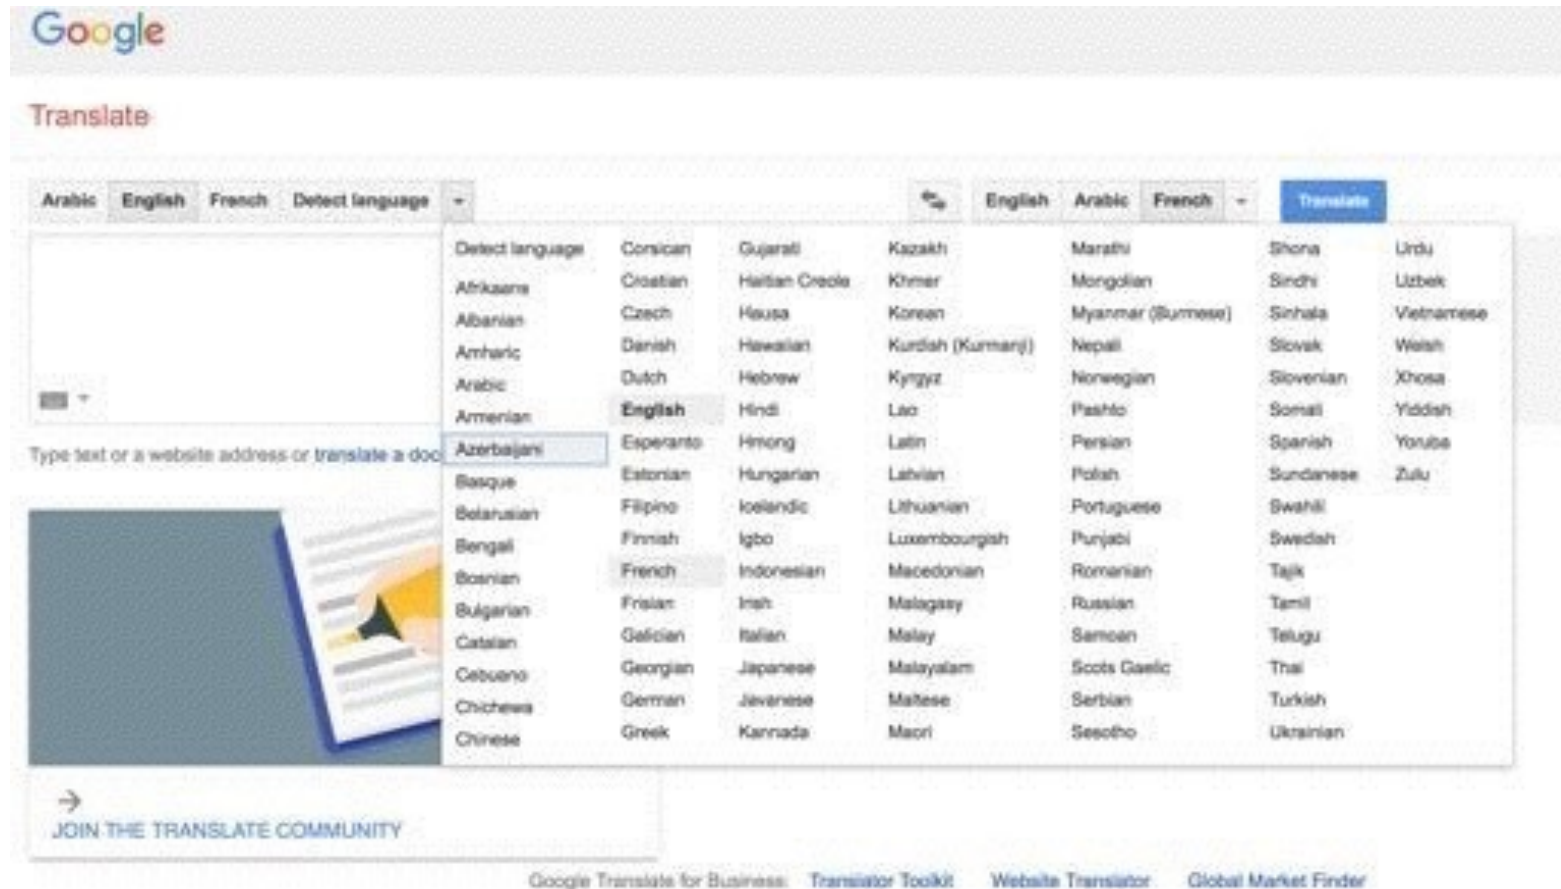 Google
Translate
Arabic English French Detect language English Arabic French Translate
Detect language Corsican Gujarati Kazakh Marathi Shona Urdu
Afrikaans Croatian Haitian Creole Khmer Mongolian Sindhi Uzbek
Albanian Czech Hausa Korean Myanmar (Burmese) Sinhala Vietnamese
Amharic Danish Hawaiian Kurdish (Kurmanji) Nepali Slovak Welsh
Arabic Dutch Hebrew Kyrgyz Norwegian Slovenian Xhosa
Armenian English Hindi Lao Pashto Somali Yiddish
Type text or a website address or translate a doc Azerbaijani Esperanto Hmong Latin Persian Spanish Yoruba
Basque Estonian Hungarian Latvian Polish Sundanese Zulu
Belarusian Filipino Icelandic Lithuanian Portuguese Swahili
Bengali Finnish Igbo Luxembourgish Punjabi Swedish
Bosnian French Indonesian Macedonian Romanian Tajik
Bulgarian Frisian Irish Malagasy Russian Tamil
Catalan Galician Italian Malay Samoan Telugu
Cebuano Georgian Japanese Malayalam Scots Gaelic Thai
Chichewa German Javanese Maltese Serbian Turkish
Chinese Greek Kannada Maori Sesotho Ukrainian
JOIN THE TRANSLATE COMMUNITY
Google Translate for Business: Translator Toolkit Website Translator Global Market Finder